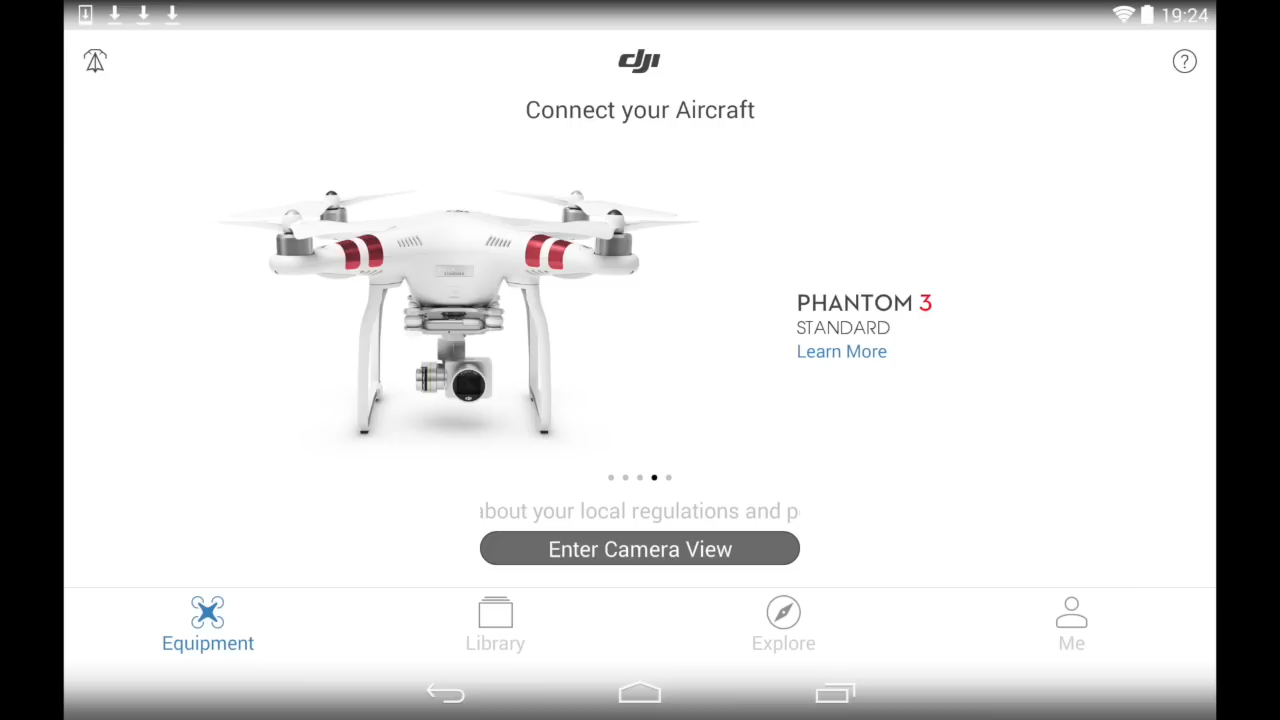 19:24
dji
?
Connect your Aircraft
PHANTOM 3
STANDARD
Learn More
about your local regulations and p
Enter Camera View
Equipment
Library
Explore
Me